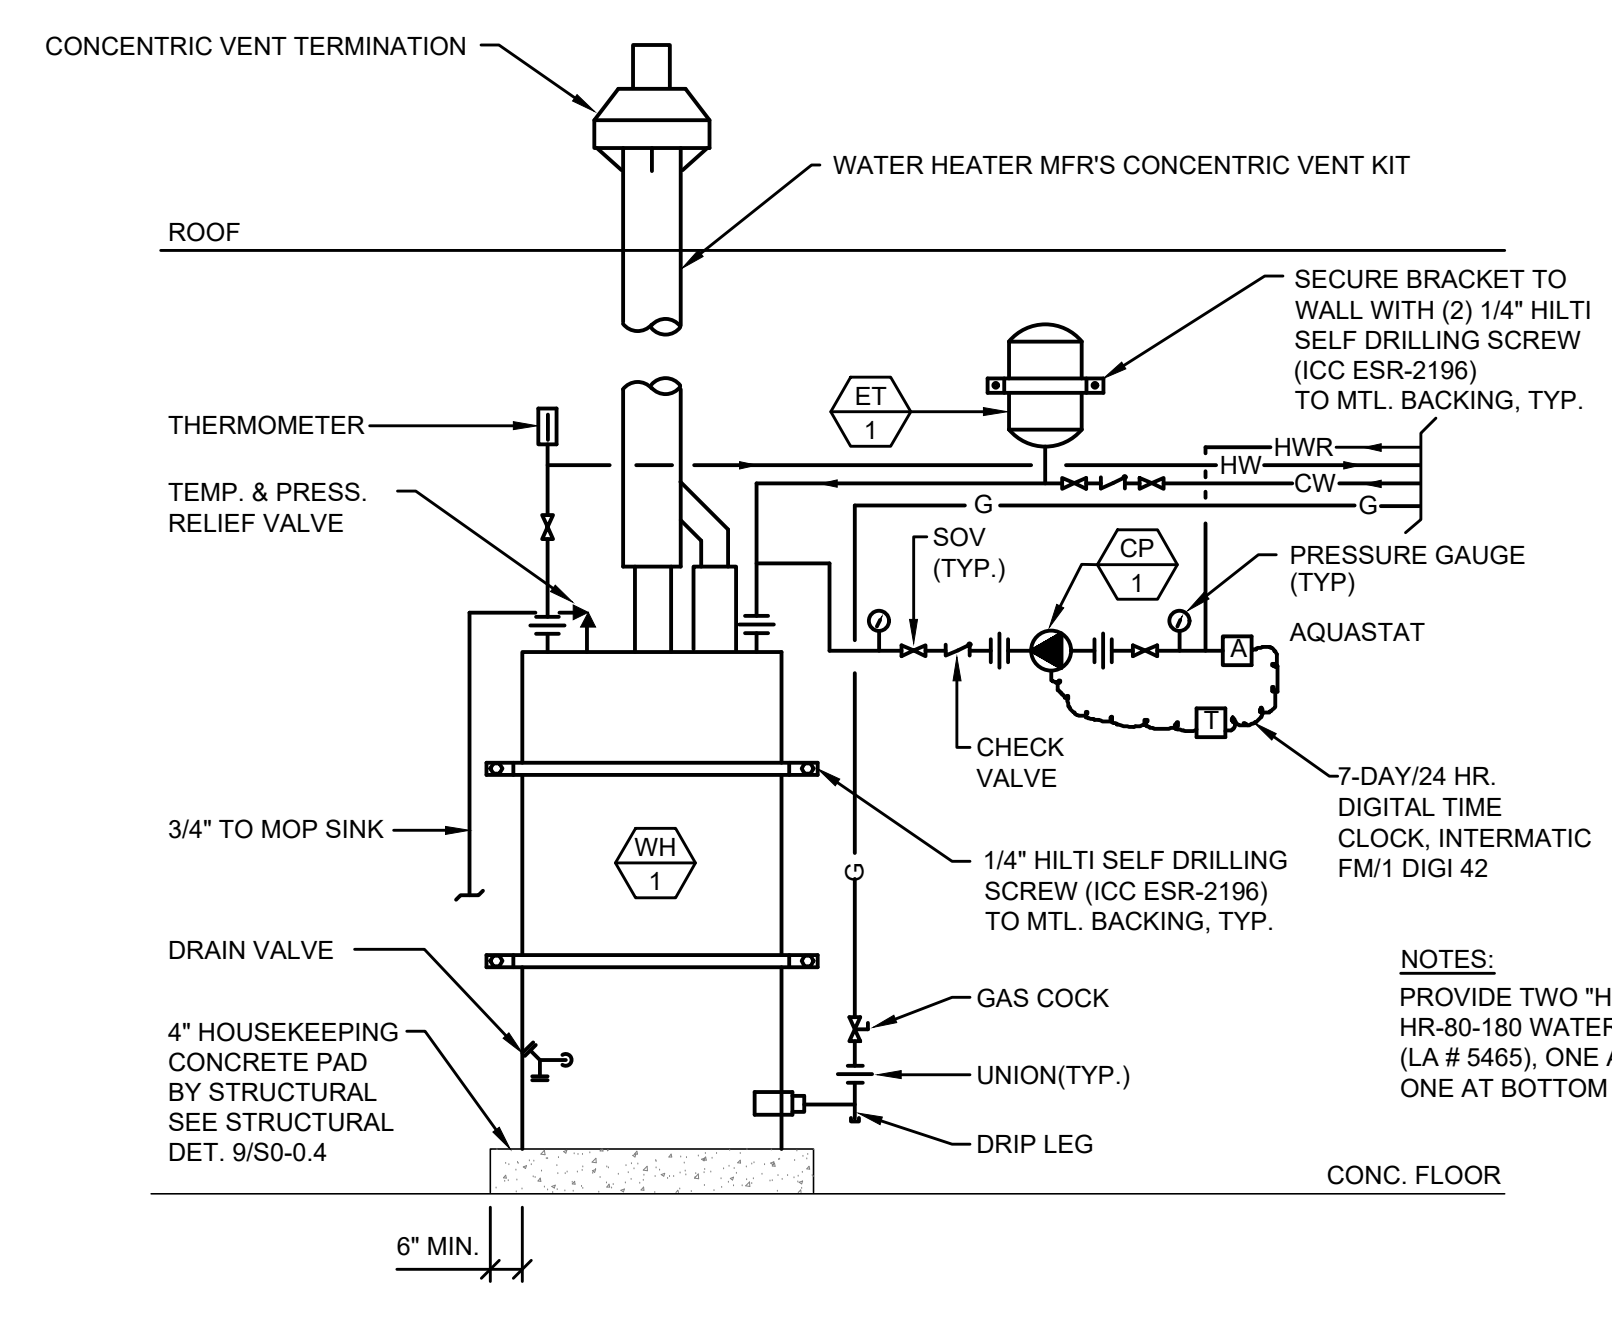 CONCENTRIC VENT TERMINATION
WATER HEATER MFR'S CONCENTRIC VENT KIT
ROOF
SECURE BRACKET TO
WALL WITH (2) 1/4" HILTI
SELF DRILLING SCREW
(ICC ESR-2196)
TO MTL. BACKING, TYP.
ET
1
THERMOMETER
HWR
HW
CW
G
G
TEMP. & PRESS.
RELIEF VALVE
SOV
(TYP.)
CP
1
PRESSURE GAUGE
(TYP)
AQUASTAT
A
T
CHECK
VALVE
7-DAY/24 HR.
DIGITAL TIME
CLOCK, INTERMATIC
FM/1 DIGI 42
3/4" TO MOP SINK
WH
1
G
1/4" HILTI SELF DRILLING
SCREW (ICC ESR-2196)
TO MTL. BACKING, TYP.
DRAIN VALVE
GAS COCK
4" HOUSEKEEPING
CONCRETE PAD
BY STRUCTURAL
SEE STRUCTURAL
DET. 9/S0-0.4
UNION(TYP.)
DRIP LEG
NOTES:
PROVIDE TWO "H
HR-80-180 WATER
(LA # 5465), ONE A
ONE AT BOTTOM
CONC. FLOOR
6" MIN.